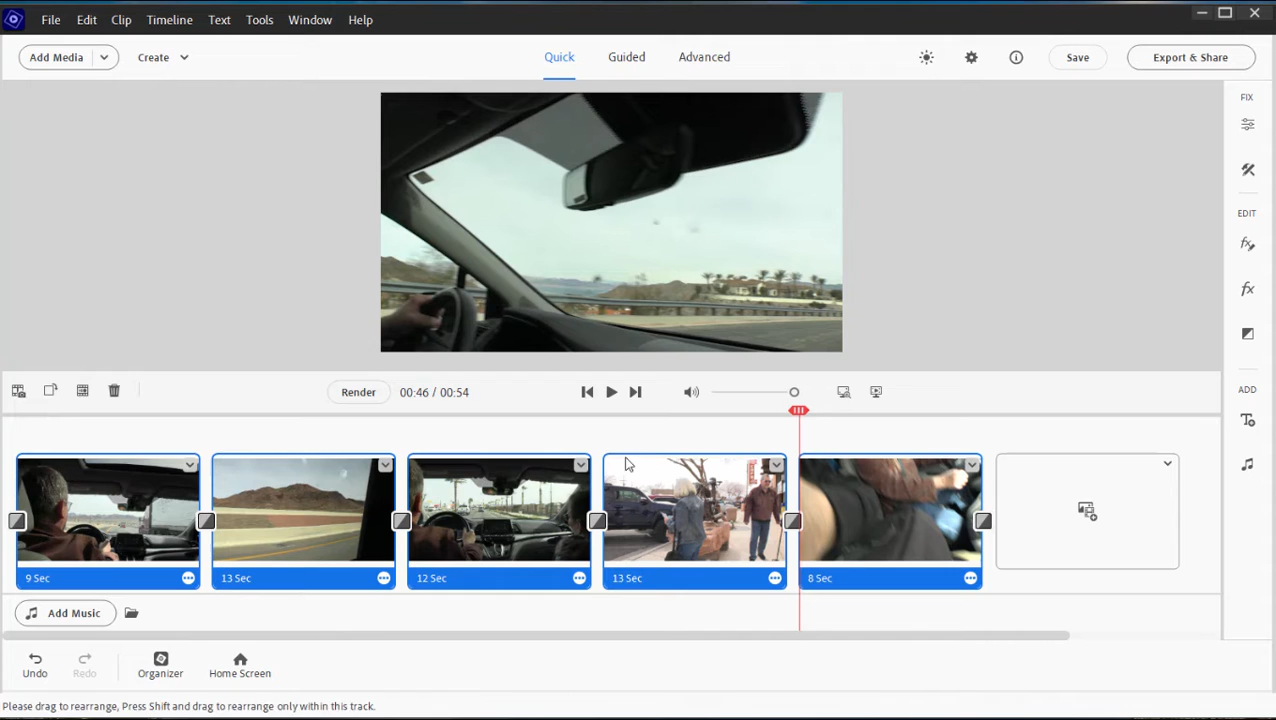 File Edit Clip Timeline Text Tools Window Help
Add Media Create Quick Guided Advanced Save Export & Share
FIX
EDIT
ADD
Render 00:46 / 00:54
9 Sec 13 Sec 12 Sec 13 Sec 8 Sec
Add Music
Undo Redo Organizer Home Screen
Please drag to rearrange, Press Shift and drag to rearrange only within this track.